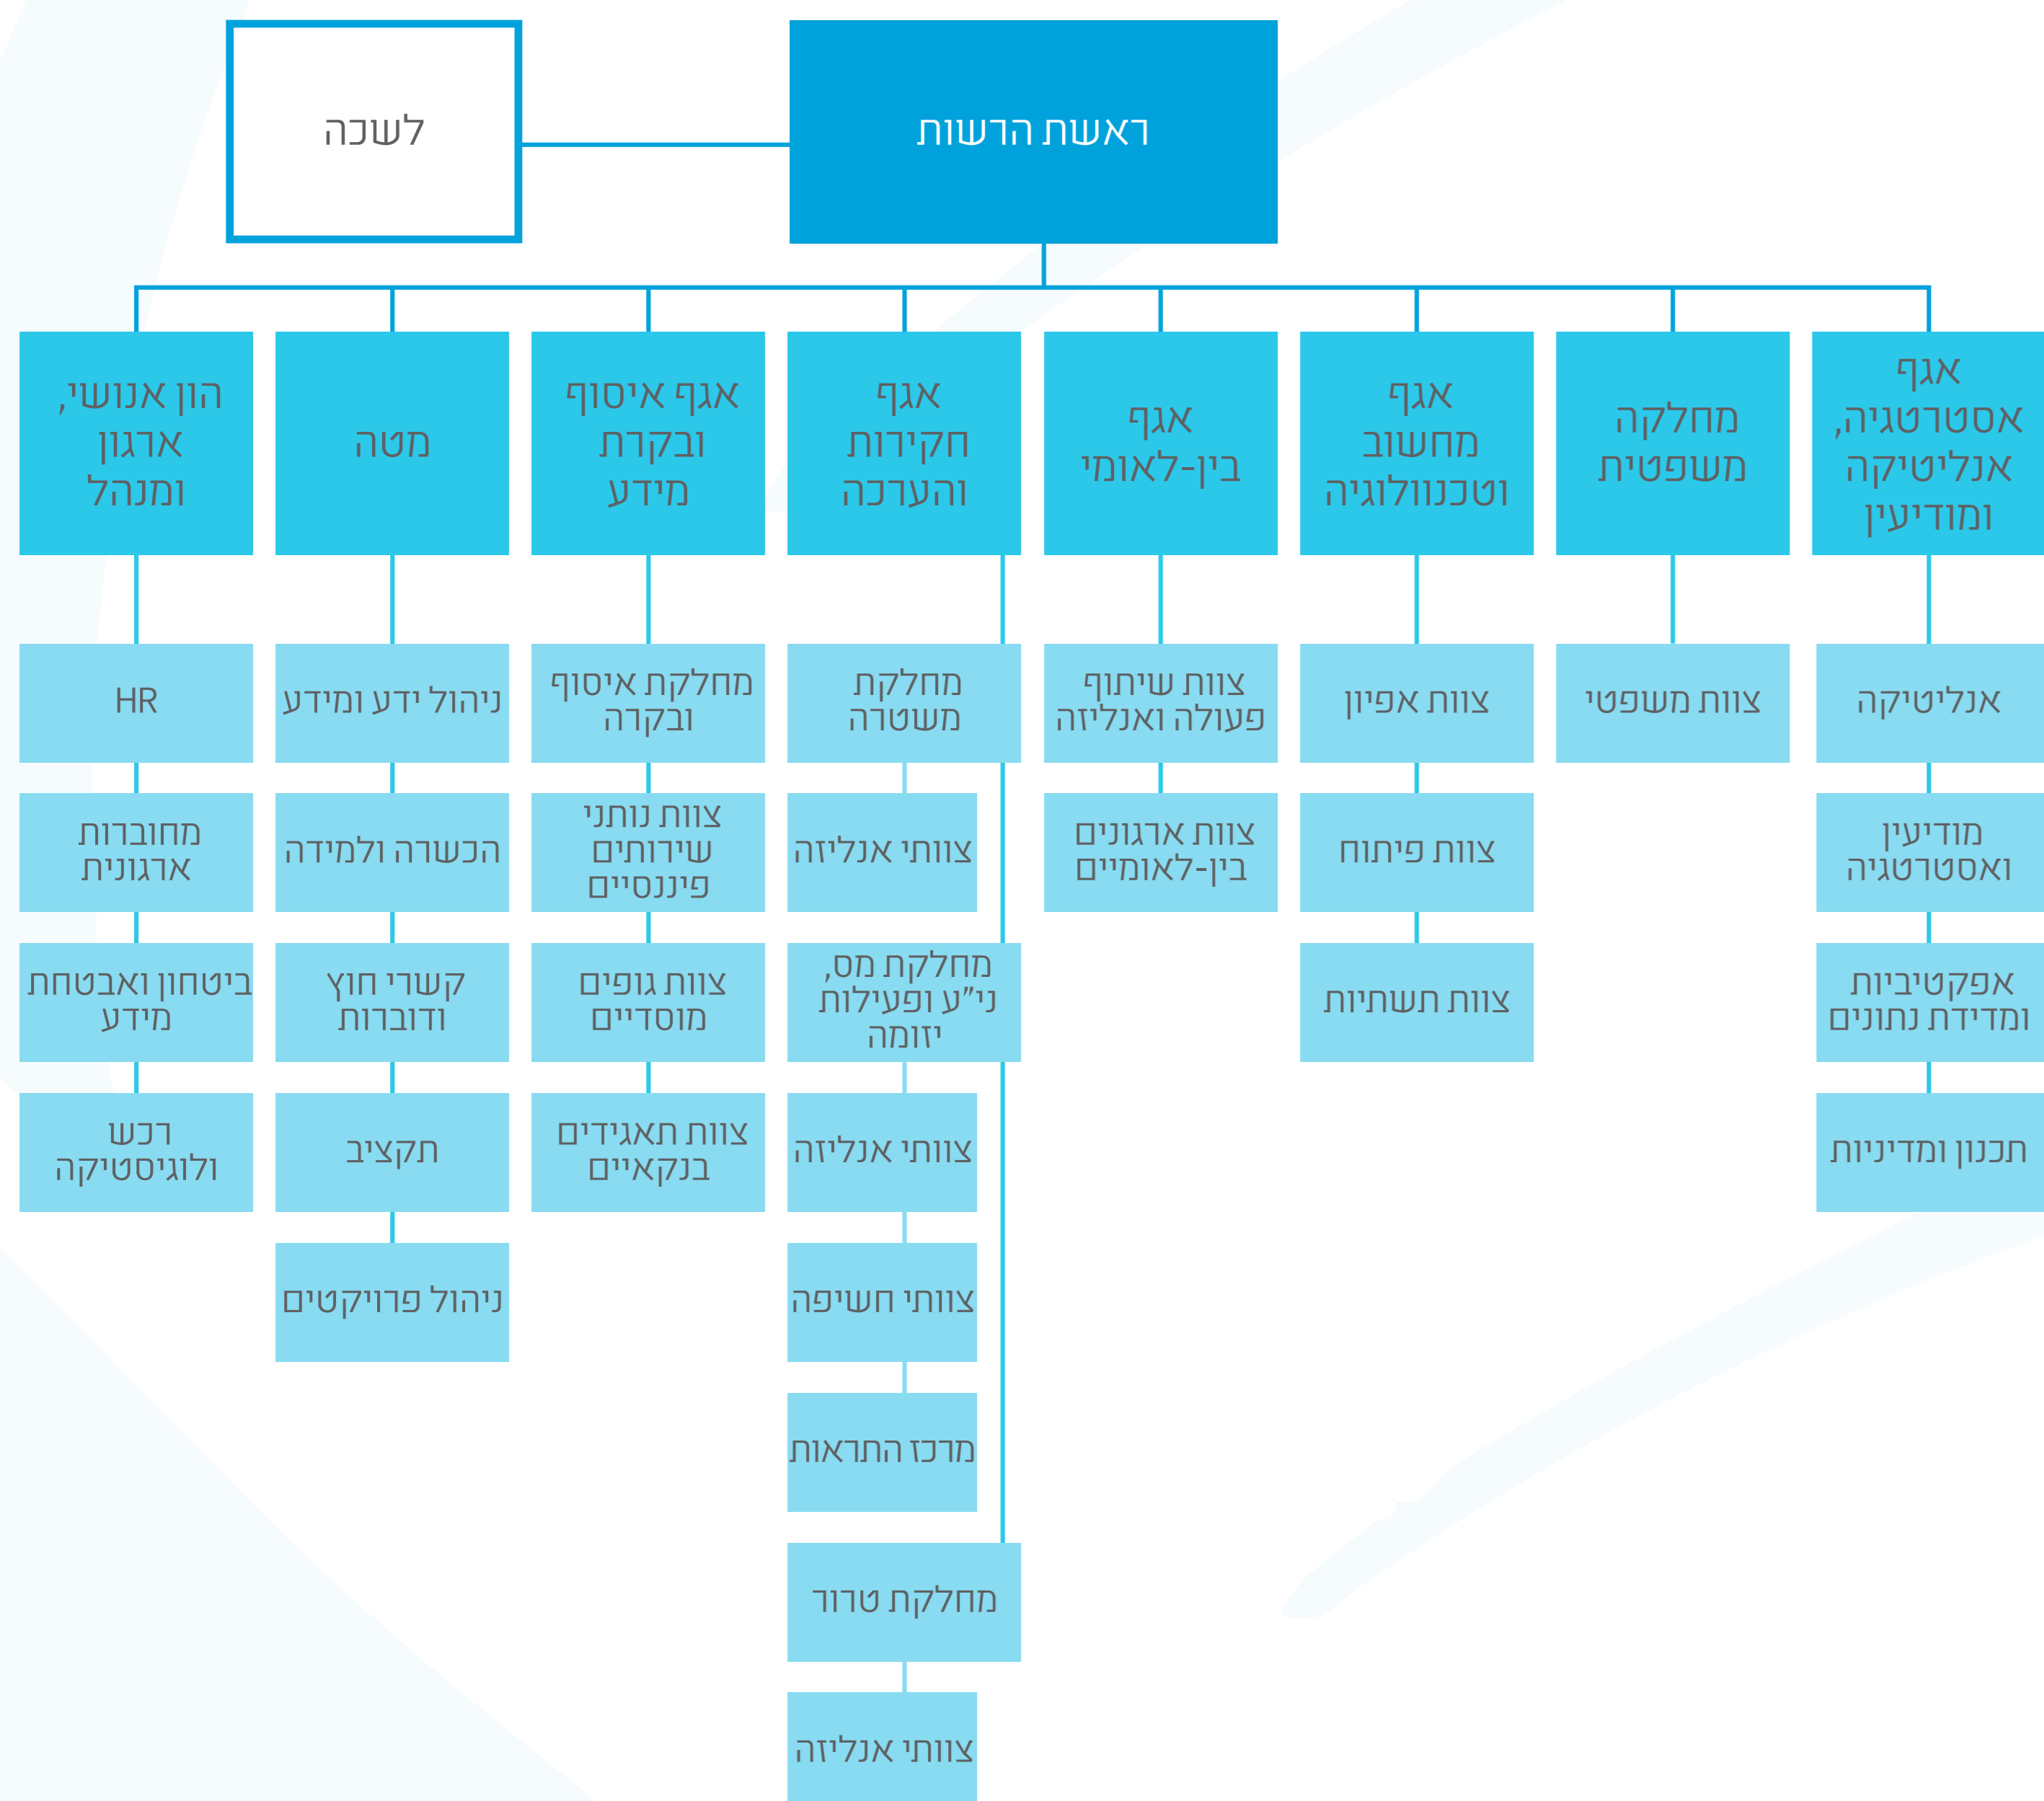 ראשת הרשות
לשכה
אגף
אסטרטגיה,
אנליטיקה
ומודיעין
מחלקה
משפטית
אגף
מחשוב
וטכנוולוגיה
אגף
בין-לאומי
אגף
חקירות
והערכה
אגף איסוף
ובקרת
מידע
מטה
הון אנושי,
ארגון
ומנהל
אנליטיקה
מודיעין
ואסטרטגיה
אפקטיביות
ומדידת נתונים
תכנון ומדיניות
צוות משפטי
צוות אפיון
צוות פיתוח
צוות תשתיות
צוות שיתוף
פעולה ואנליזה
צוות ארגונים
בין-לאומיים
מחלקת
משטרה
צוותי אנליזה
מחלקת מס,
ני"ע ופעילות
יזומה
צוותי אנליזה
צוותי חשיפה
מרכז התראות
מחלקת טרור
צוותי אנליזה
מחלקת איסוף
ובקרה
צוות נותני
שירותים
פיננסיים
צוות גופים
מוסדיים
צוות תאגידים
בנקאיים
ניהול ידע ומידע
הכשרה ולמידה
קשרי חוץ
ודוברות
תקציב
ניהול פרויקטים
HR
מחוברות
ארגונית
ביטחון ואבטחת
מידע
רכש
ולוגיסטיקה